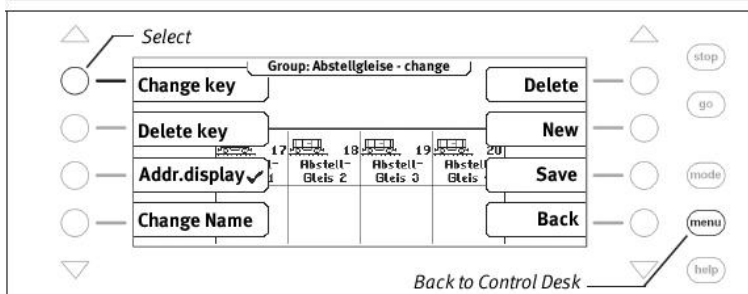 Select
Group: Abstellgleise - change
Change key
Delete
stop
go
Delete key
New
17 18 19 20
Abstell- Abstell-
Addr.display✓
Gleis 2 Gleis 3 Gleis
Save
mode
Change Name
Back
menu
Back to Control Desk
help